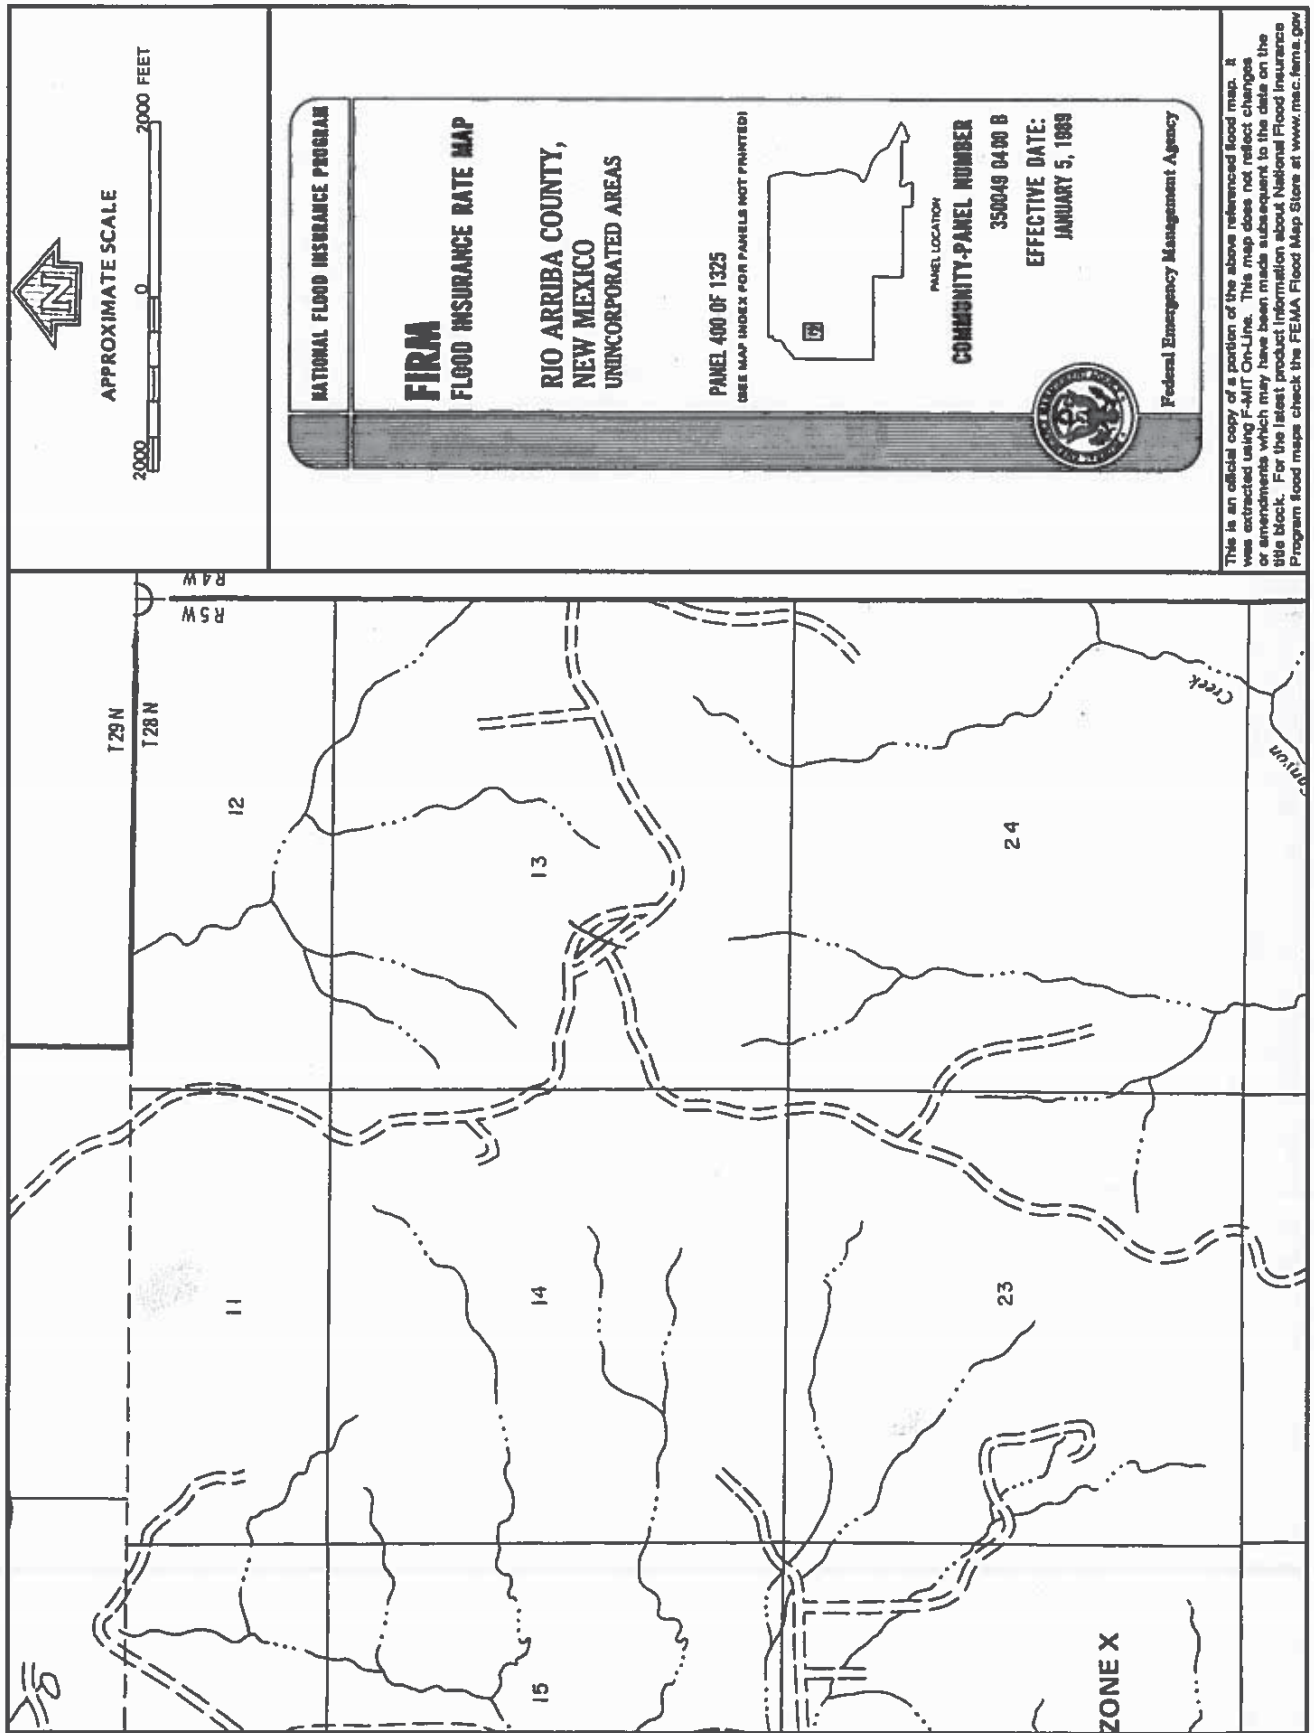 APPROXIMATE SCALE
2000
0
2000 FEET
NATIONAL FLOOD INSURANCE PROGRAM
FIRM
FLOOD INSURANCE RATE MAP
RIO ARRIBA COUNTY,
NEW MEXICO
UNINCORPORATED AREAS
PANEL 400 OF 1325
(SEE MAP INDEX FOR PANELS NOT PRINTED)
PANEL LOCATION
COMMUNITY-PANEL NUMBER
350049 0400 B
EFFECTIVE DATE:
JANUARY 5, 1989
Federal Emergency Management Agency
This is an official copy of a portion of the above referenced flood map. It
was extracted using F-MIT On-Line. This map does not reflect changes
or amendments which may have been made subsequent to the date on the
title block. For the latest product information about National Flood Insurance
Program flood maps check the FEMA Flood Map Store at www.msc.fema.gov
N
T29N
T28N
R4W
R5W
12
13
24
Creek
11
14
23
15
ZONE X